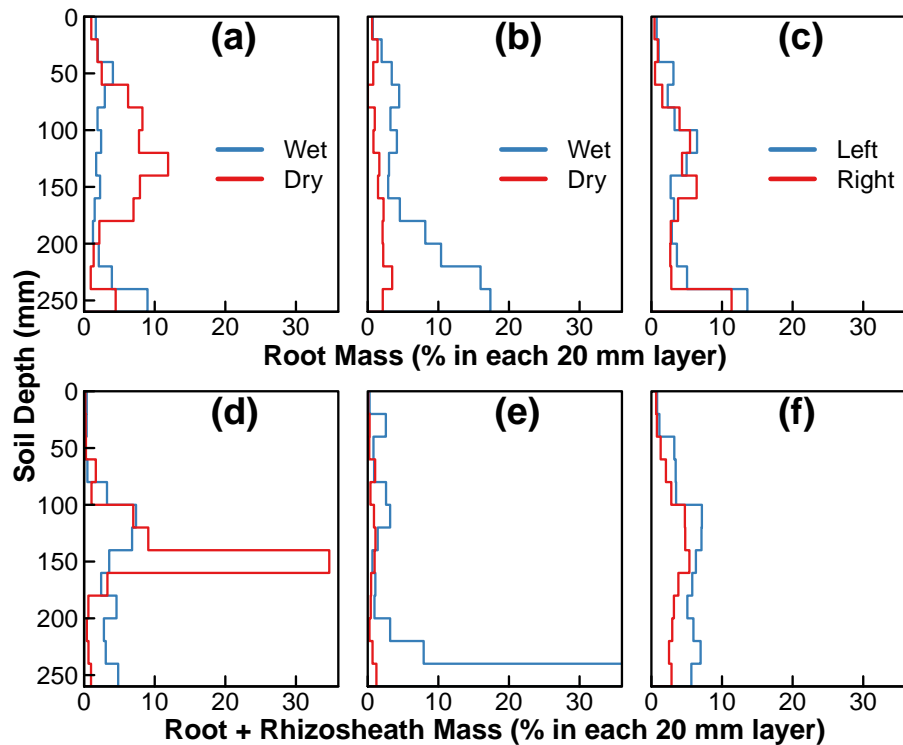 (a) (b) (c)
0
50
100
150
200
250
Wet
Dry
Wet
Dry
Left
Right
0 10 20 30 0 10 20 30 0 10 20 30
Root Mass (% in each 20 mm layer)
Soil Depth (mm)
(d) (e) (f)
0
50
100
150
200
250
0 10 20 30 0 10 20 30 0 10 20 30
Root + Rhizosheath Mass (% in each 20 mm layer)